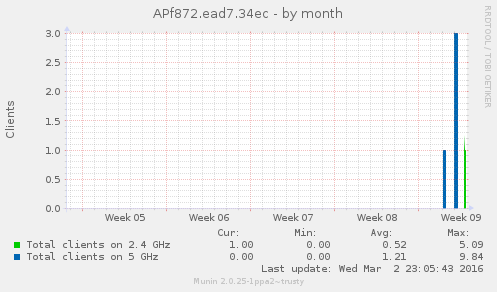 APf872.ead7.34ec - by month
RRDTOOL / TOBI OETIKER
Clients
3.0
2.5
2.0
1.5
1.0
0.5
0.0
Week 05 Week 06 Week 07 Week 08 Week 09
Cur: Min: Avg: Max:
Total clients on 2.4 GHz 1.00 0.00 0.52 5.09
Total clients on 5 GHz 0.00 0.00 1.21 9.84
Last update: Wed Mar 2 23:05:43 2016
Munin 2.0.25-1ppa2~trusty